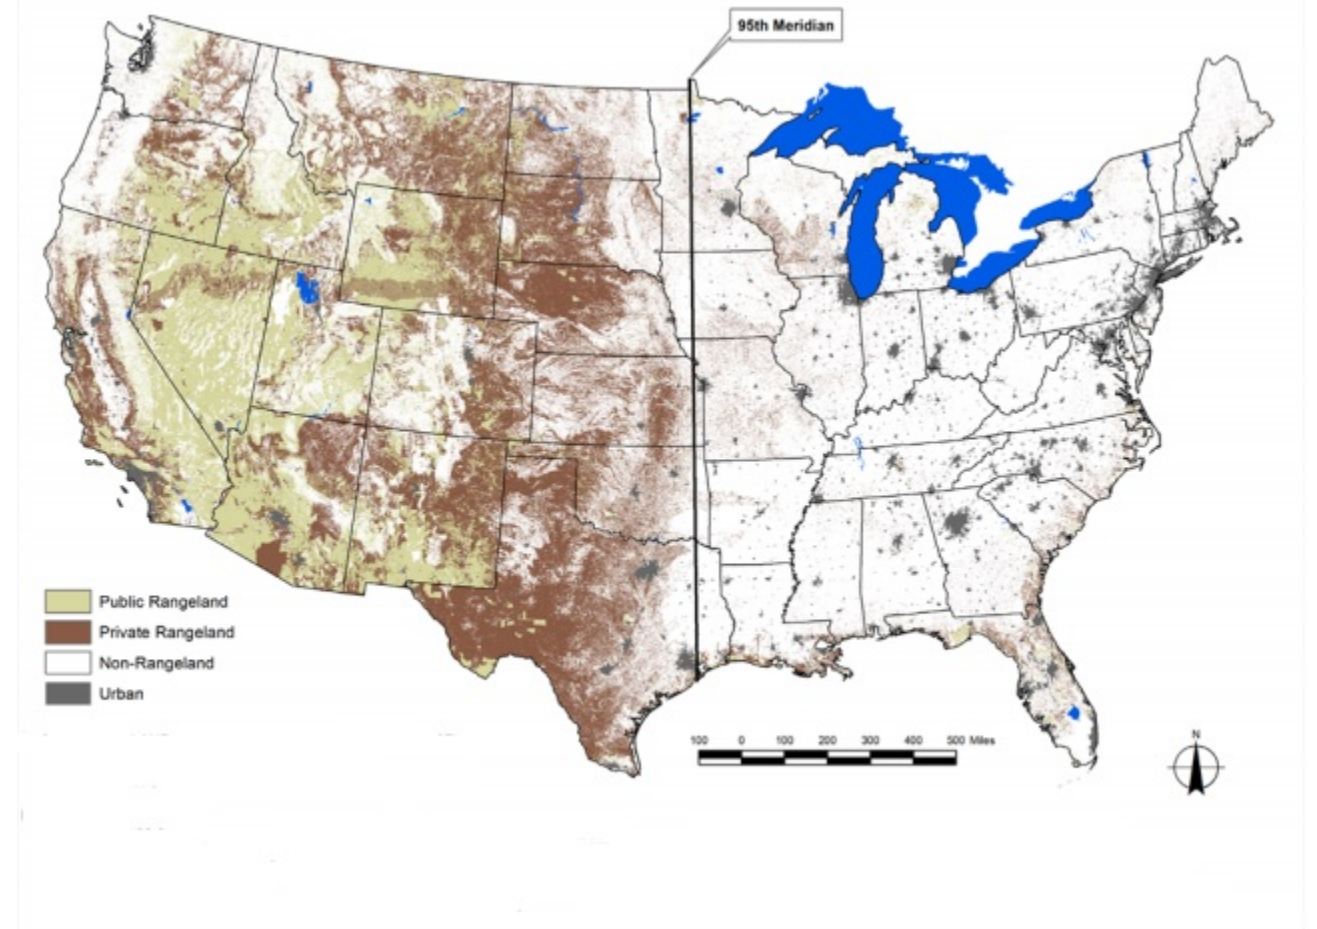 95th Meridian
Public Rangeland
Private Rangeland
Non-Rangeland
Urban
100 0 100 200 300 400 500 Miles
N